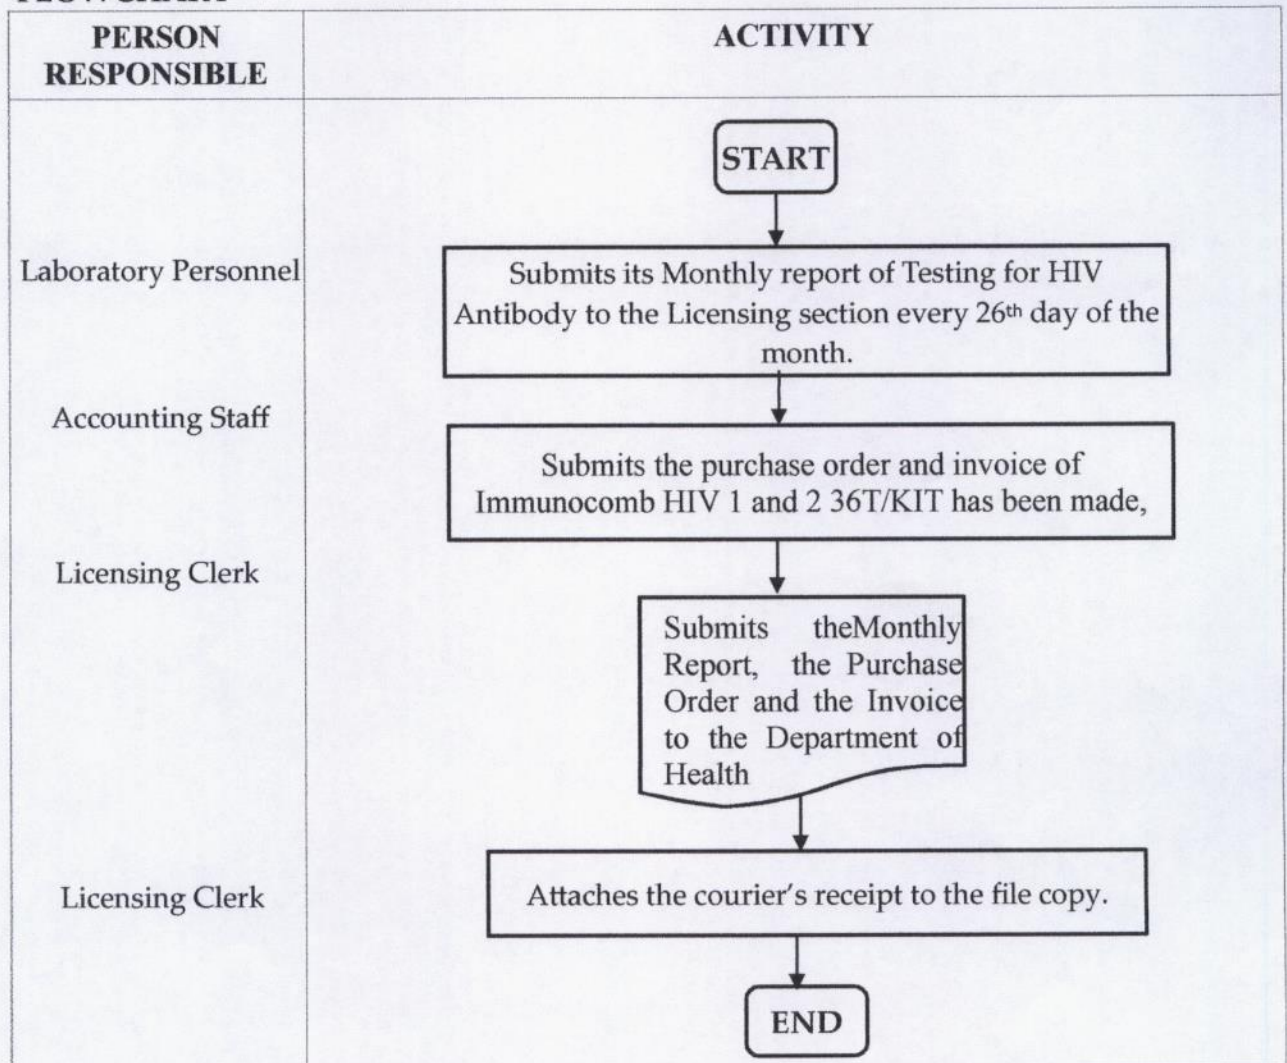 PERSON
RESPONSIBLE
ACTIVITY
START
Laboratory Personnel
Submits its Monthly report of Testing for HIV
Antibody to the Licensing section every 26th day of the
month.
Accounting Staff
Submits the purchase order and invoice of
Immunocomb HIV 1 and 2 36T/KIT has been made,
Licensing Clerk
Submits theMonthly
Report, the Purchase
Order and the Invoice
to the Department of
Health
Licensing Clerk
Attaches the courier's receipt to the file copy.
END